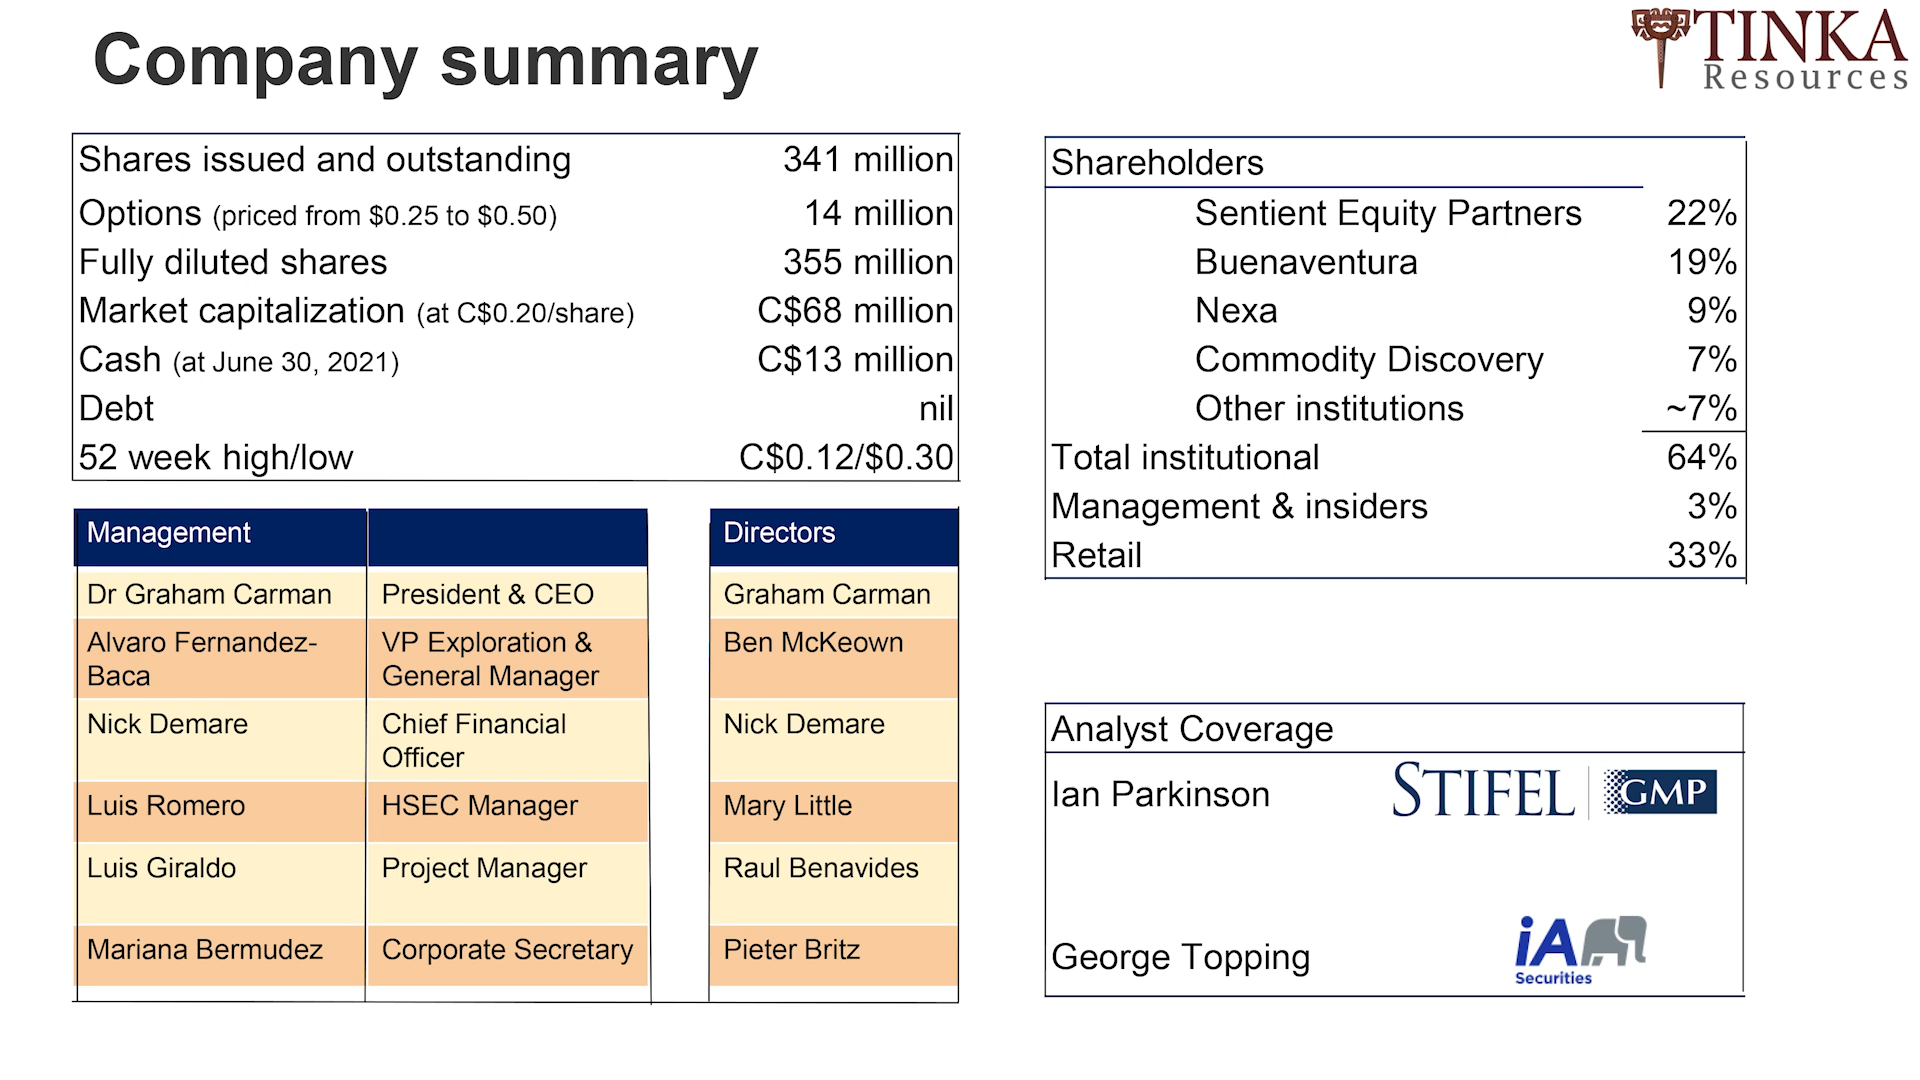 Company summary
TINKA
Resources
Shares issued and outstanding 341 million
Options (priced from $0.25 to $0.50) 14 million
Fully diluted shares 355 million
Market capitalization (at C$0.20/share) C$68 million
Cash (at June 30, 2021) C$13 million
Debt nil
52 week high/low C$0.12/$0.30
Shareholders
Sentient Equity Partners 22%
Buenaventura 19%
Nexa 9%
Commodity Discovery 7%
Other institutions ~7%
Total institutional 64%
Management & insiders 3%
Retail 33%
Management
Dr Graham Carman President & CEO
Alvaro Fernandez- VP Exploration &
Baca General Manager
Nick Demare Chief Financial
Officer
Luis Romero HSEC Manager
Luis Giraldo Project Manager
Mariana Bermudez Corporate Secretary
Directors
Graham Carman
Ben McKeown
Nick Demare
Mary Little
Raul Benavides
Pieter Britz
Analyst Coverage
Ian Parkinson STIFEL GMP
George Topping iA
Securities